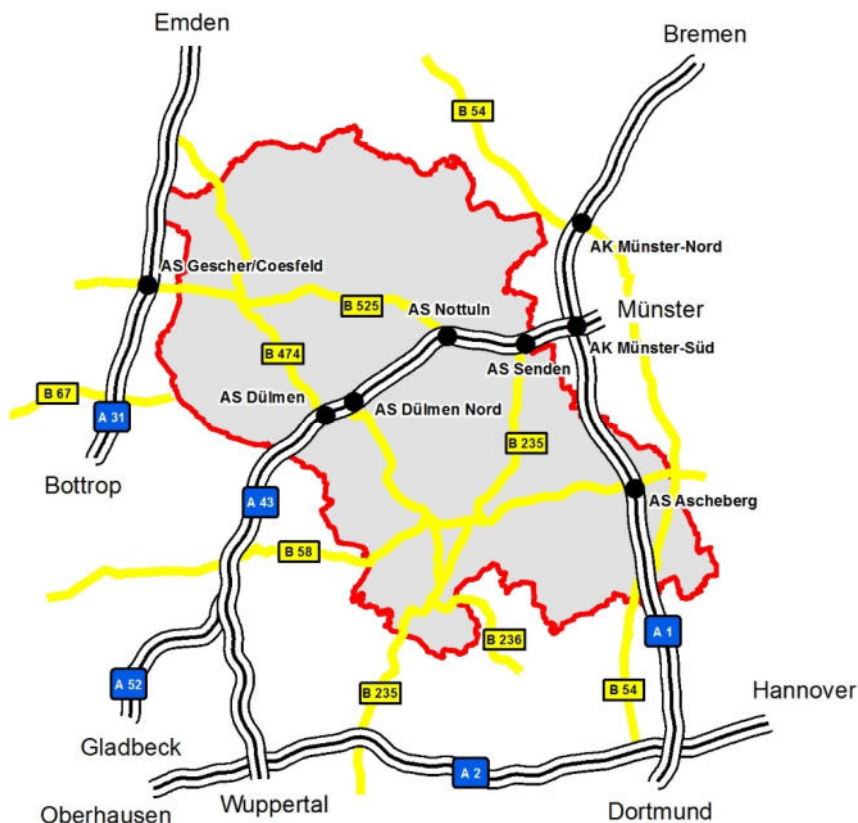 Emden
Bremen
B 54
AK Münster-Nord
AS Gescher/Coesfeld
B 525
AS Nottuln
Münster
AK Münster-Süd
B 474
AS Senden
B 67
AS Dülmen
AS Dülmen Nord
A 31
B 235
Bottrop
AS Ascheberg
A 43
B 58
A 1
B 236
A 52
B 235
B 54
Hannover
Gladbeck
A 2
Oberhausen
Wuppertal
Dortmund